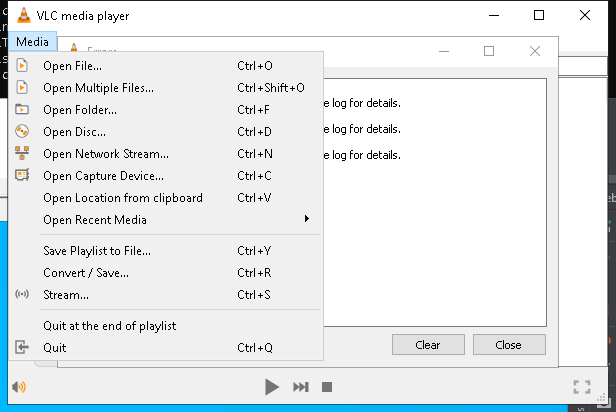 VLC media player
Media
Open File... Ctrl+O
Open Multiple Files... Ctrl+Shift+O
Open Folder... Ctrl+F
Open Disc... Ctrl+D
Open Network Stream... Ctrl+N
Open Capture Device... Ctrl+C
Open Location from clipboard Ctrl+V
Open Recent Media
Save Playlist to File... Ctrl+Y
Convert / Save... Ctrl+R
Stream... Ctrl+S
Quit at the end of playlist
Quit Ctrl+Q
log for details.
log for details.
log for details.
Clear Close